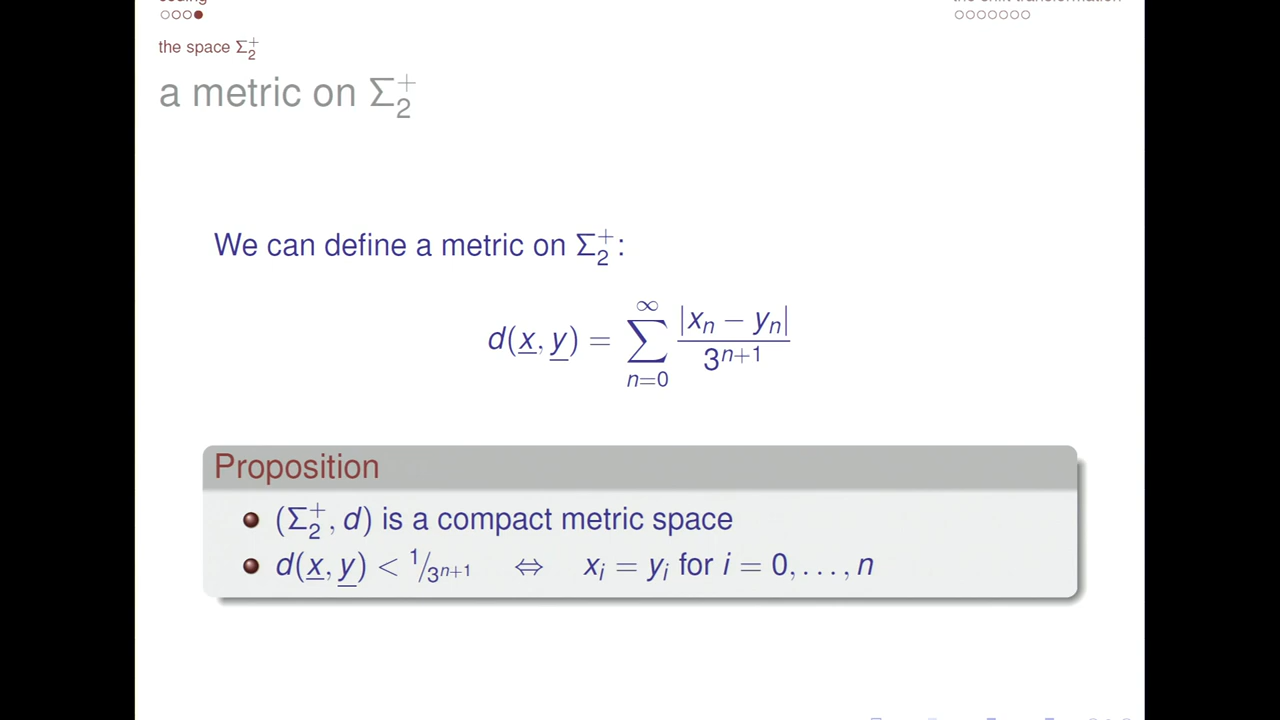 the space Σ₂⁺
a metric on Σ₂⁺
We can define a metric on Σ₂⁺:
d(x̲, y̲) = ∑_{n=0}^{∞} |xₙ − yₙ| / 3ⁿ⁺¹
Proposition
(Σ₂⁺, d) is a compact metric space
d(x̲, y̲) < 1/3ⁿ⁺¹ ⇔ xᵢ = yᵢ for i = 0, . . . , n